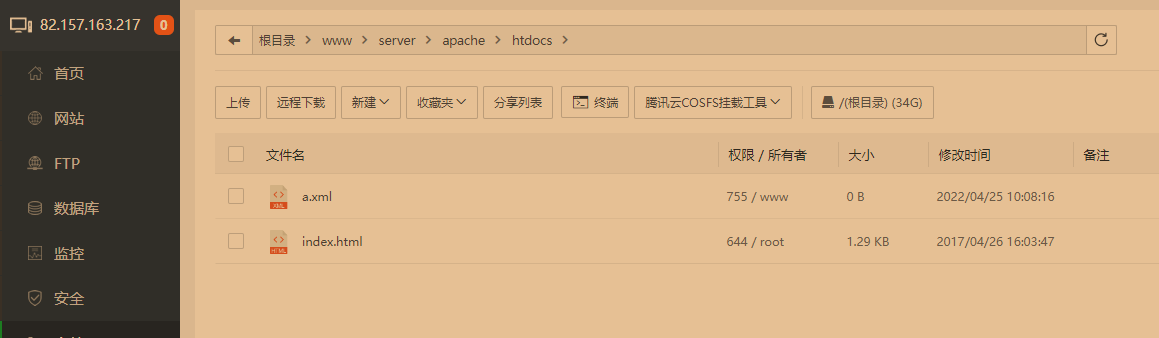 82.157.163.217 0
首页
网站
FTP
数据库
监控
安全
根目录 www server apache htdocs
上传 远程下载 新建 收藏夹 分享列表 终端 腾讯云COSFS挂载工具 /(根目录) (34G)
文件名 权限 / 所有者 大小 修改时间 备注
XML a.xml 755 / www 0 B 2022/04/25 10:08:16
HTML index.html 644 / root 1.29 KB 2017/04/26 16:03:47